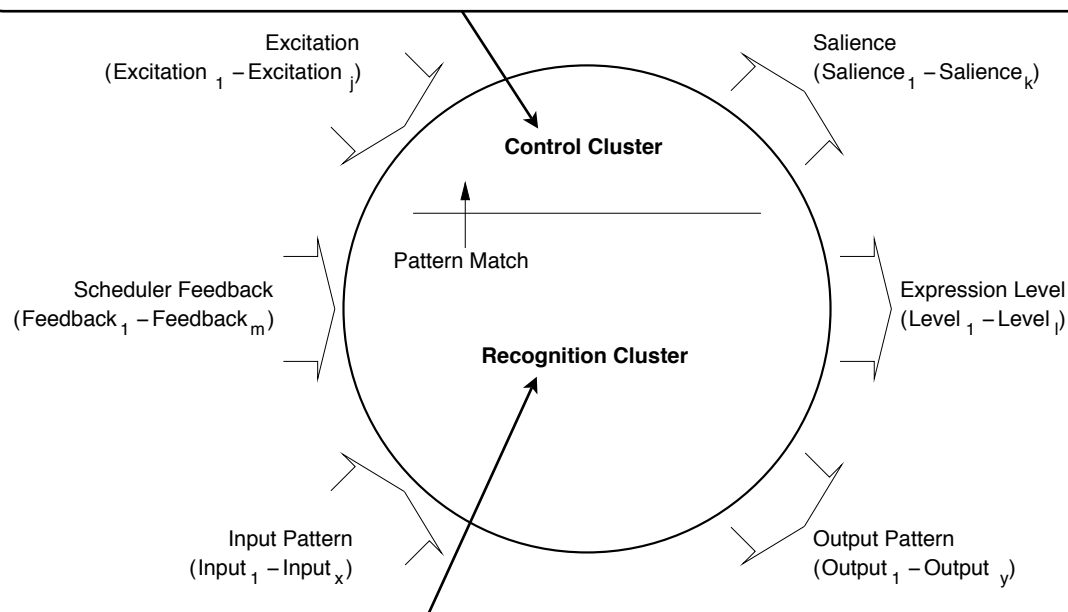 Excitation
(Excitation 1 – Excitation j)
Salience
(Salience 1 – Salience k)
Control Cluster
Pattern Match
Scheduler Feedback
(Feedback 1 – Feedback m)
Expression Level
(Level 1 – Level l)
Recognition Cluster
Input Pattern
(Input 1 – Input x)
Output Pattern
(Output 1 – Output y)